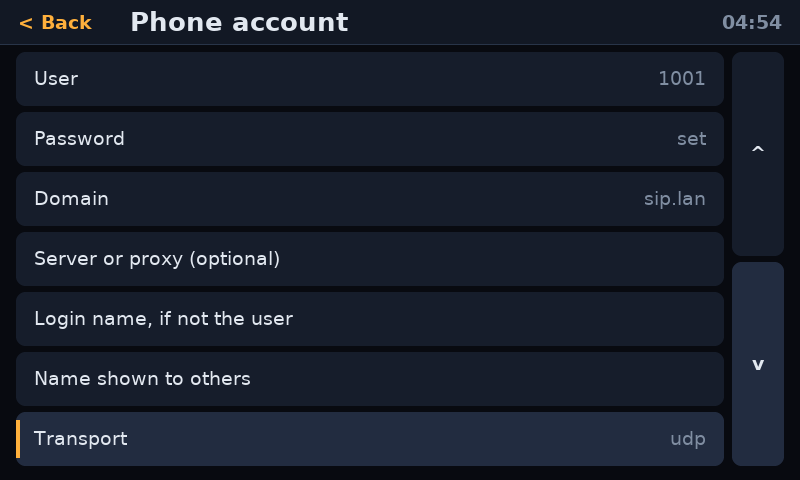 < Back Phone account 04:54
User 1001
Password set
Domain sip.lan
Server or proxy (optional)
Login name, if not the user
Name shown to others
Transport udp
^
v